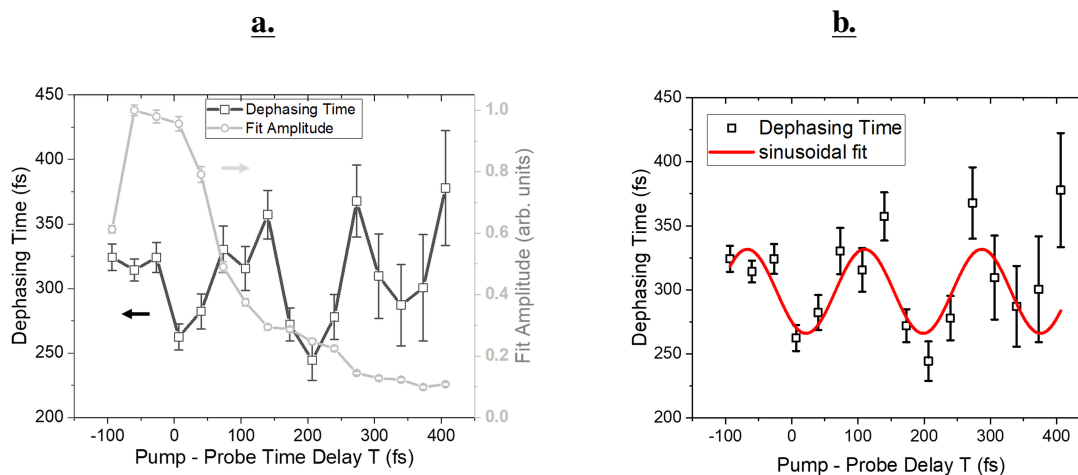 a.
b.
450
400
350
300
250
200
Dephasing Time (fs)
-100 0 100 200 300 400
Pump - Probe Time Delay T (fs)
Dephasing Time
Fit Amplitude
1.0
0.8
0.6
0.4
0.2
0.0
Fit Amplitude (arb. units)
450
400
350
300
250
200
Dephasing Time (fs)
-100 0 100 200 300 400
Pump - Probe Time Delay T (fs)
Dephasing Time
sinusoidal fit